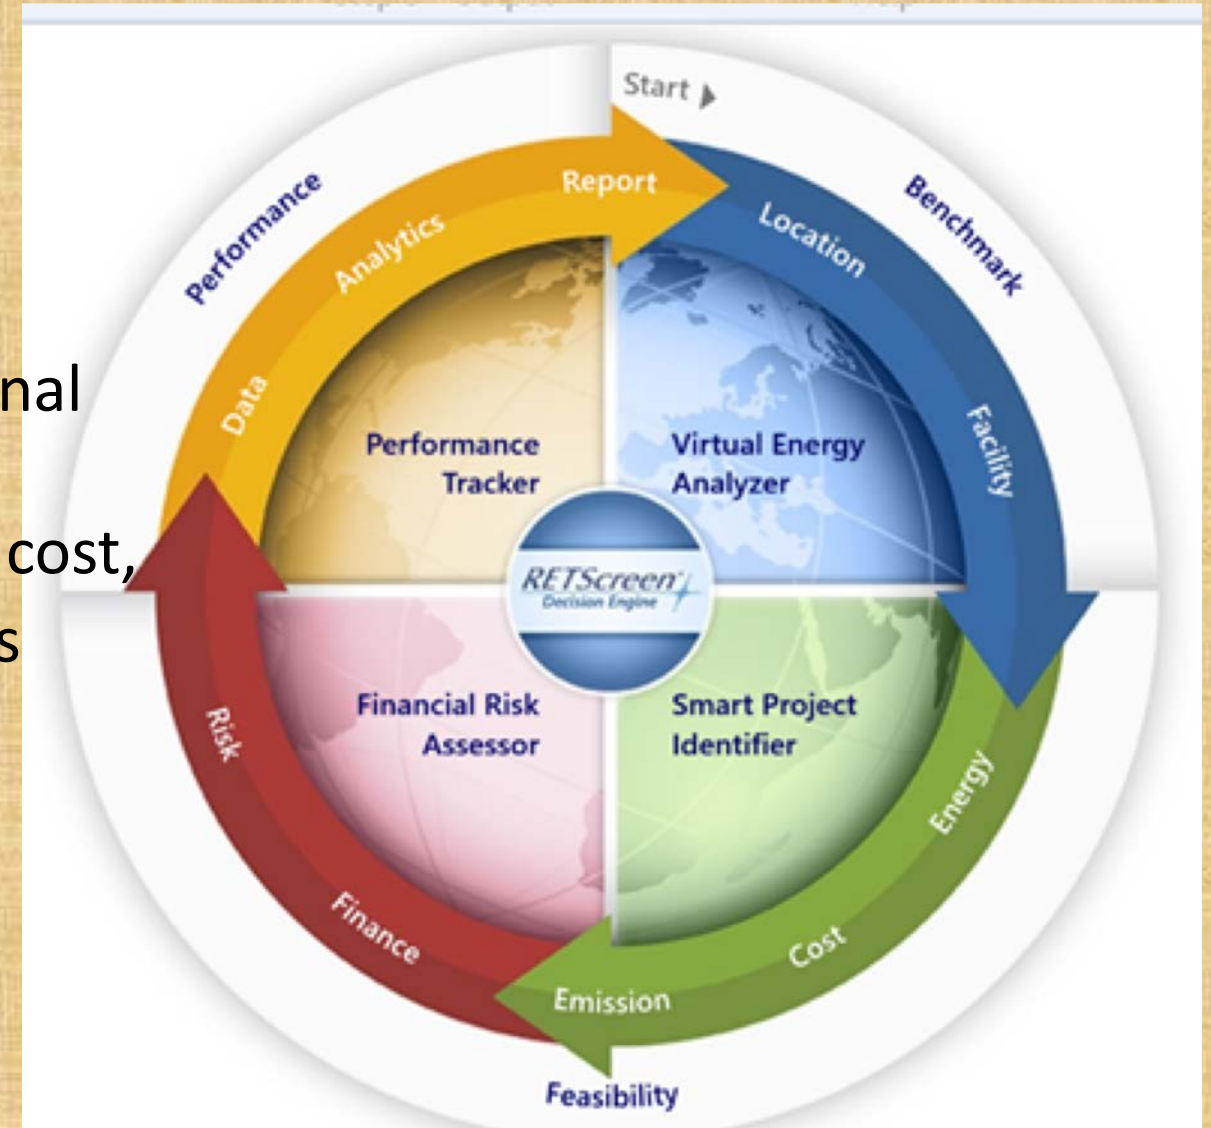 Start
Performance
Benchmark
Report
Analytics
Data
Location
Facility
nal
cost,
s
Performance
Tracker
Virtual Energy
Analyzer
RETScreen
Decision Engine
Financial Risk
Assessor
Smart Project
Identifier
Risk
Finance
Energy
Cost
Emission
Feasibility